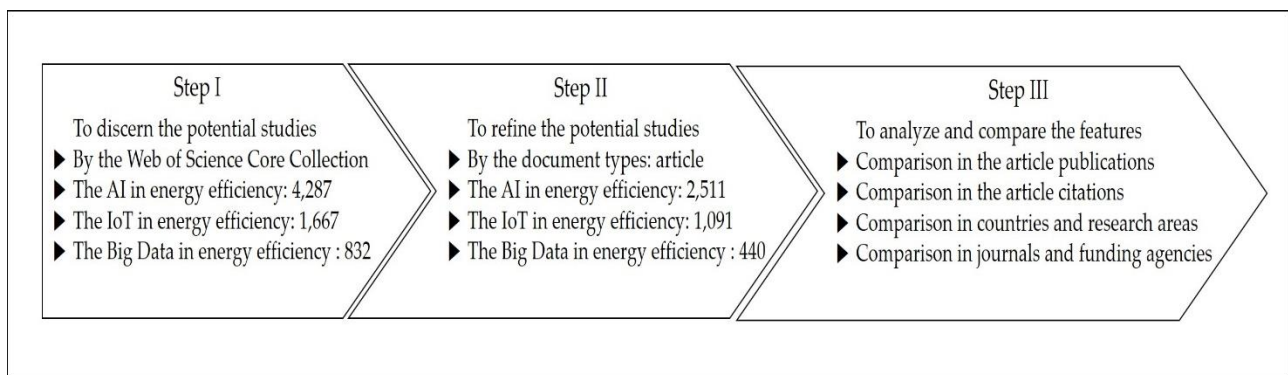 Step I
To discern the potential studies
▶ By the Web of Science Core Collection
▶ The AI in energy efficiency: 4,287
▶ The IoT in energy efficiency: 1,667
▶ The Big Data in energy efficiency : 832
Step II
To refine the potential studies
▶ By the document types: article
▶ The AI in energy efficiency: 2,511
▶ The IoT in energy efficiency: 1,091
▶ The Big Data in energy efficiency : 440
Step III
To analyze and compare the features
▶ Comparison in the article publications
▶ Comparison in the article citations
▶ Comparison in countries and research areas
▶ Comparison in journals and funding agencies